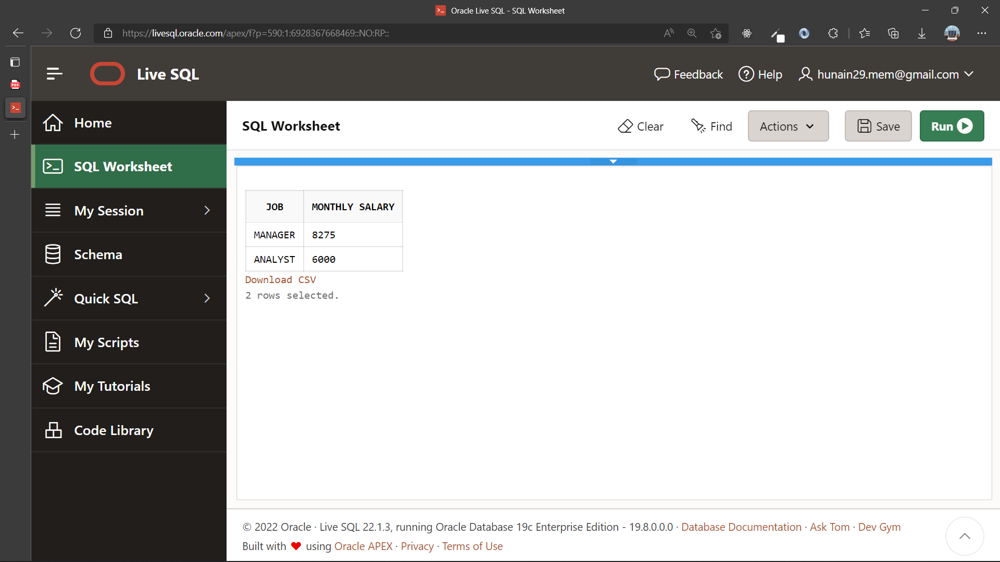 Oracle Live SQL - SQL Worksheet
https://livesql.oracle.com/apex/f?p=590:1:6928367668469::NO:RP::
PDF
Live SQL
Feedback
Help
hunain29.mem@gmail.com
Home
SQL Worksheet
My Session
Schema
Quick SQL
My Scripts
My Tutorials
Code Library
SQL Worksheet
Clear
Find
Actions
Save
Run
JOB MONTHLY SALARY
MANAGER 8275
ANALYST 6000
Download CSV
2 rows selected.
© 2022 Oracle · Live SQL 22.1.3, running Oracle Database 19c Enterprise Edition - 19.8.0.0.0 · Database Documentation · Ask Tom · Dev Gym
Built with ♥ using Oracle APEX · Privacy · Terms of Use